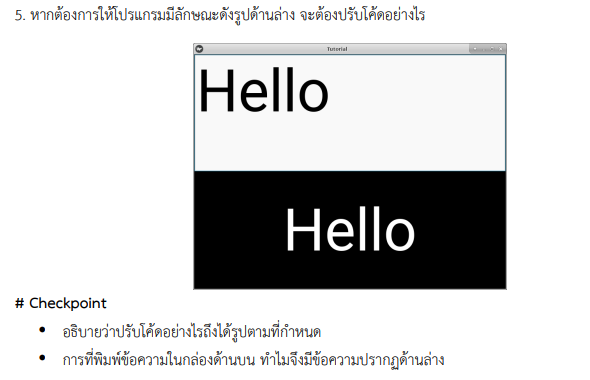 5. หากต้องการให้โปรแกรมมีลักษณะดังรูปด้านล่าง จะต้องปรับโค้ดอย่างไร
Tutorial
Hello
Hello
# Checkpoint
• อธิบายว่าปรับโค้ดอย่างไรถึงได้รูปตามที่กำหนด
• การที่พิมพ์ข้อความในกล่องด้านบน ทำไมจึงมีข้อความปรากฏด้านล่าง